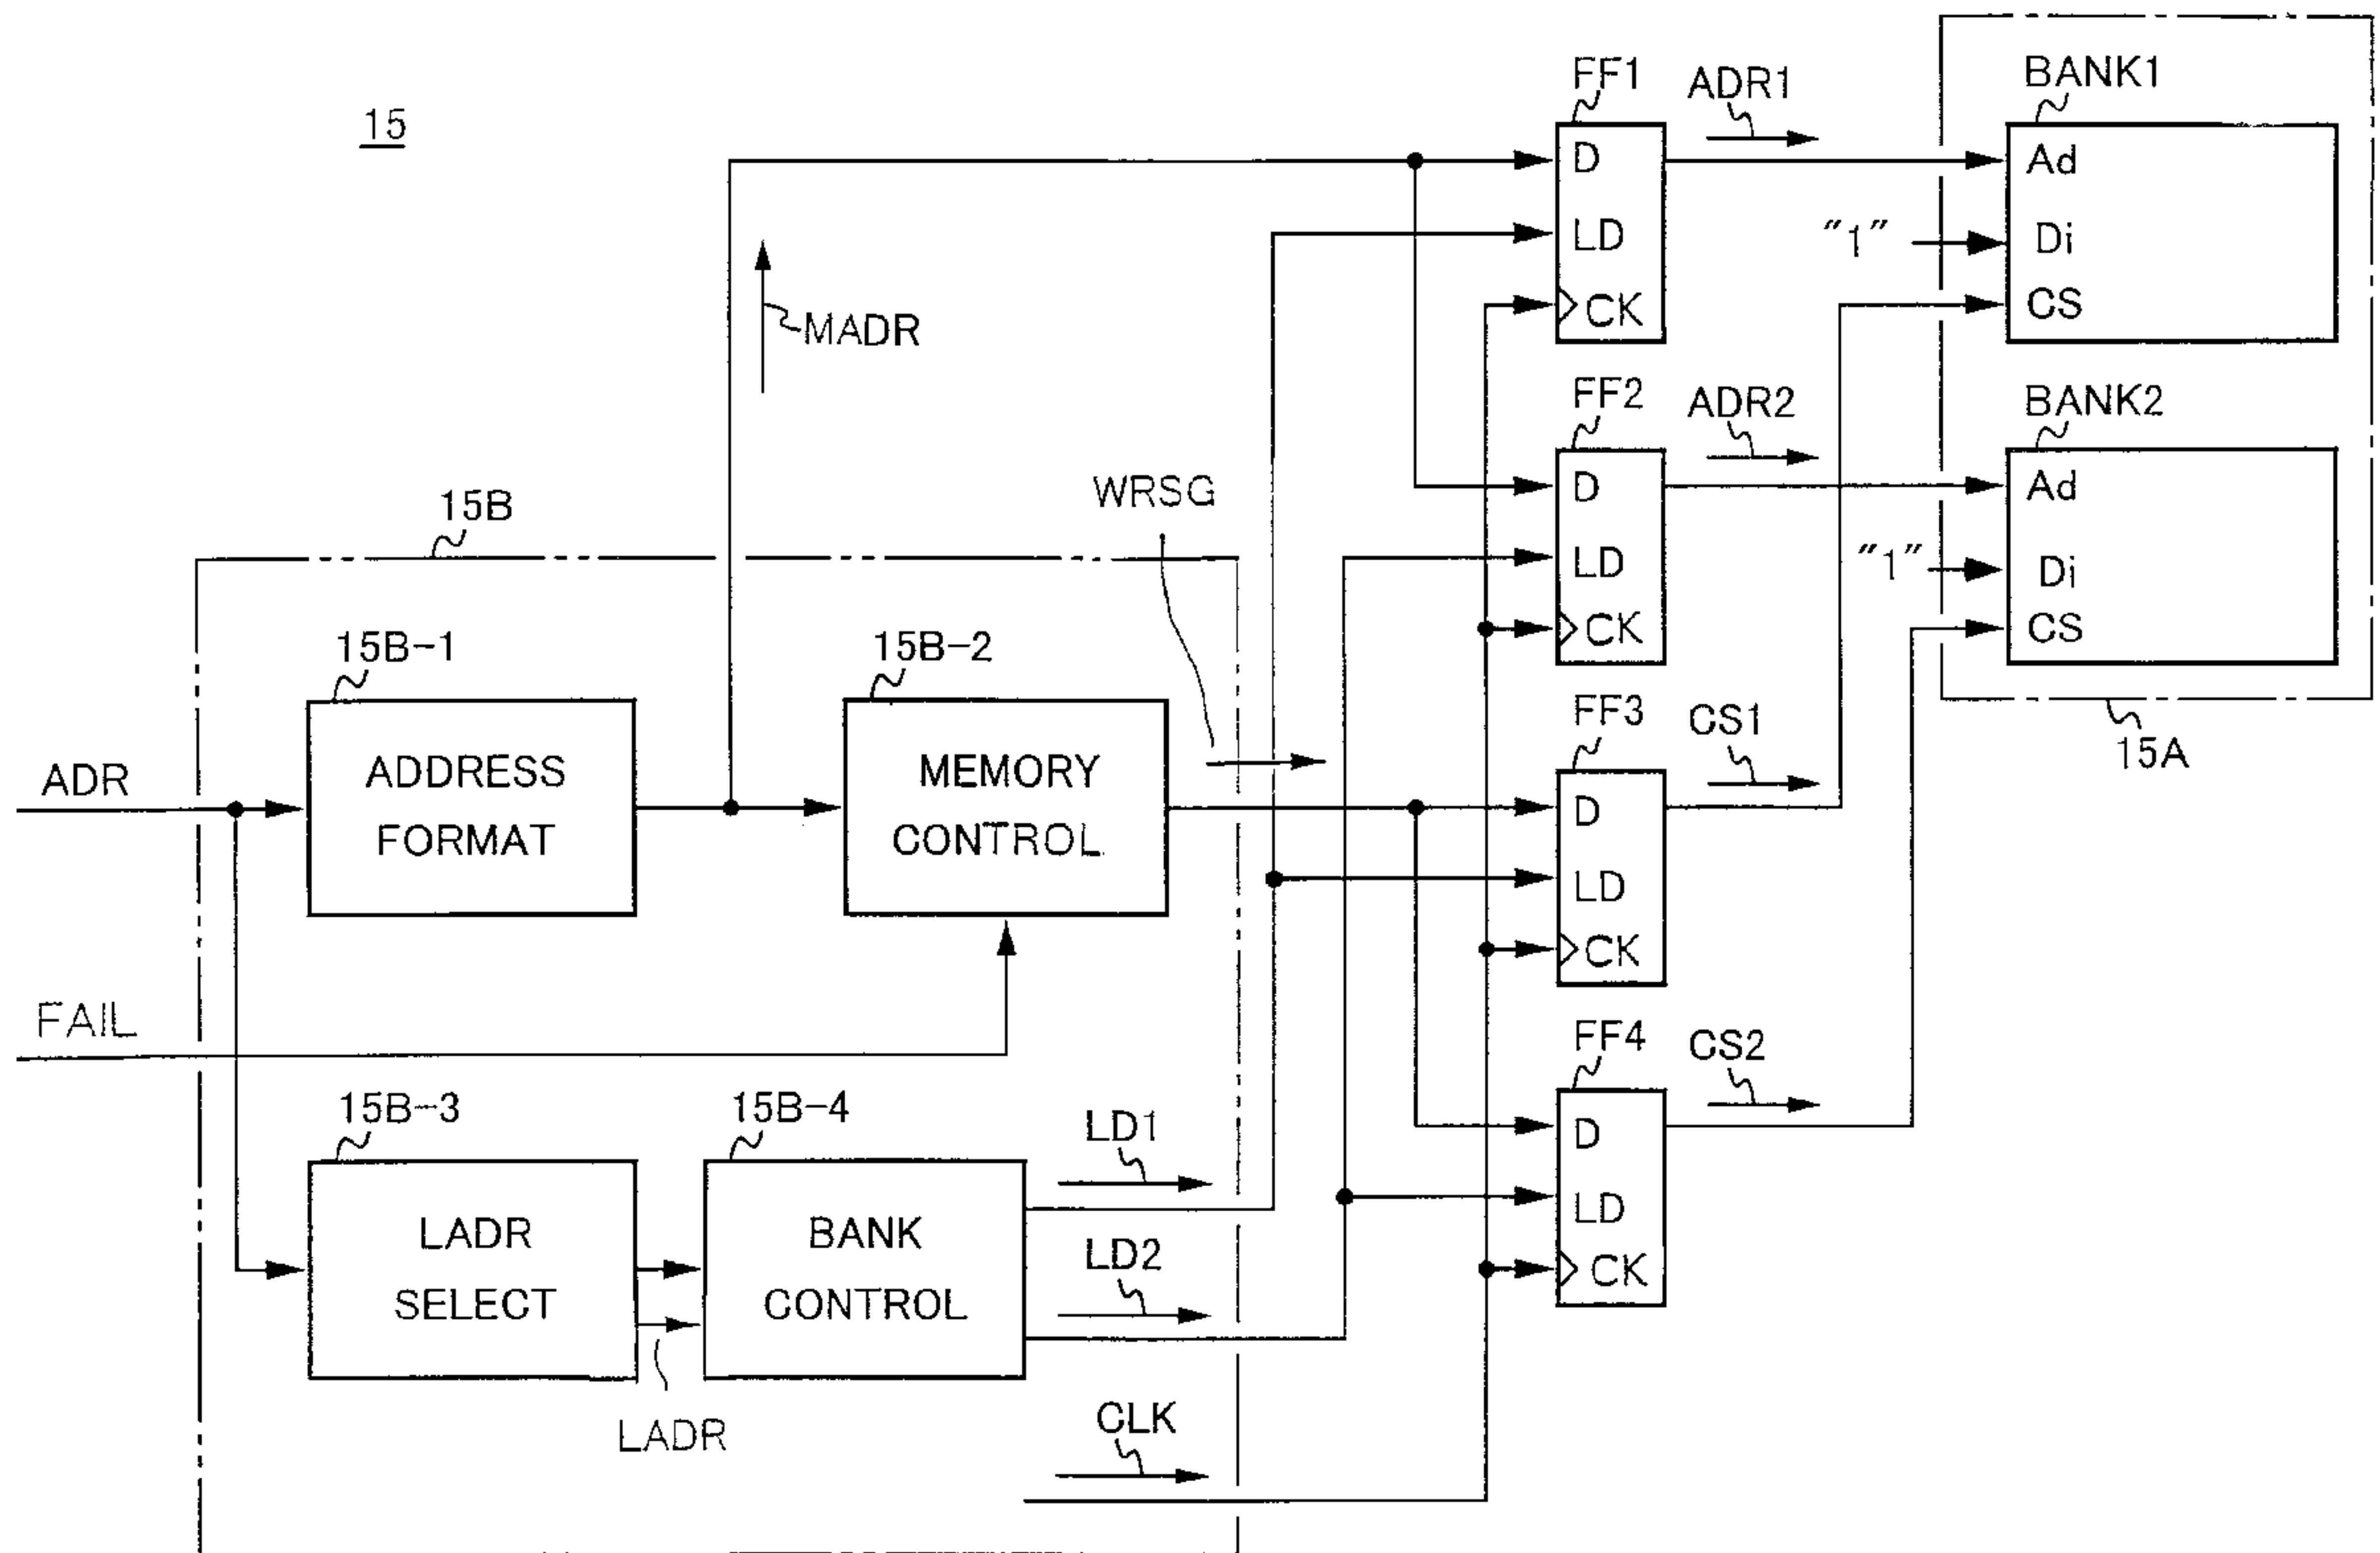 15
FF1
ADR1
BANK1
D
LD
CK
Ad
"1"
Di
CS
MADR
FF2
ADR2
BANK2
D
LD
CK
Ad
"1"
Di
CS
WRSG
15B
15B-1
15B-2
ADDRESS
FORMAT
MEMORY
CONTROL
ADR
FAIL
FF3
CS1
15A
D
LD
CK
FF4
CS2
D
LD
CK
15B-3
15B-4
LD1
LADR
SELECT
BANK
CONTROL
LD2
LADR
CLK